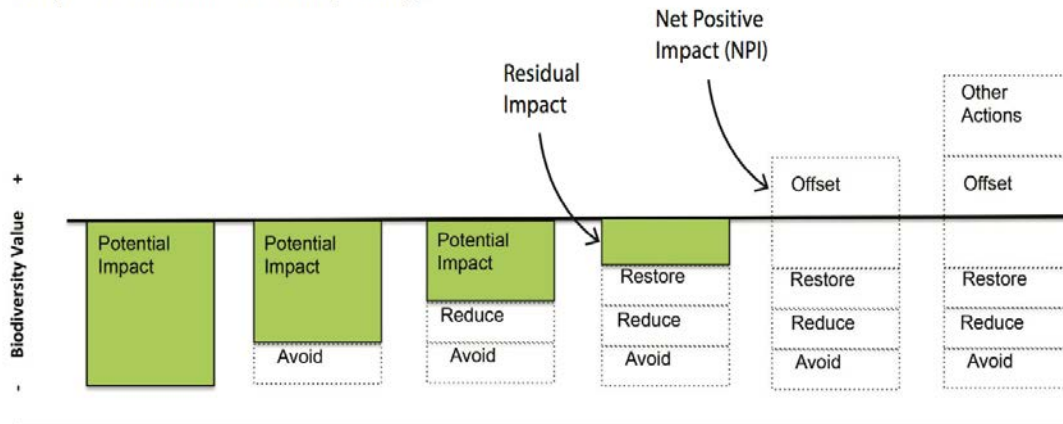 Net Positive
Impact (NPI)
Residual
Impact
Other
Actions
Offset
Offset
+
Biodiversity Value
-
Potential
Impact
Potential
Impact
Potential
Impact
Restore
Restore
Restore
Reduce
Reduce
Reduce
Reduce
Avoid
Avoid
Avoid
Avoid
Avoid